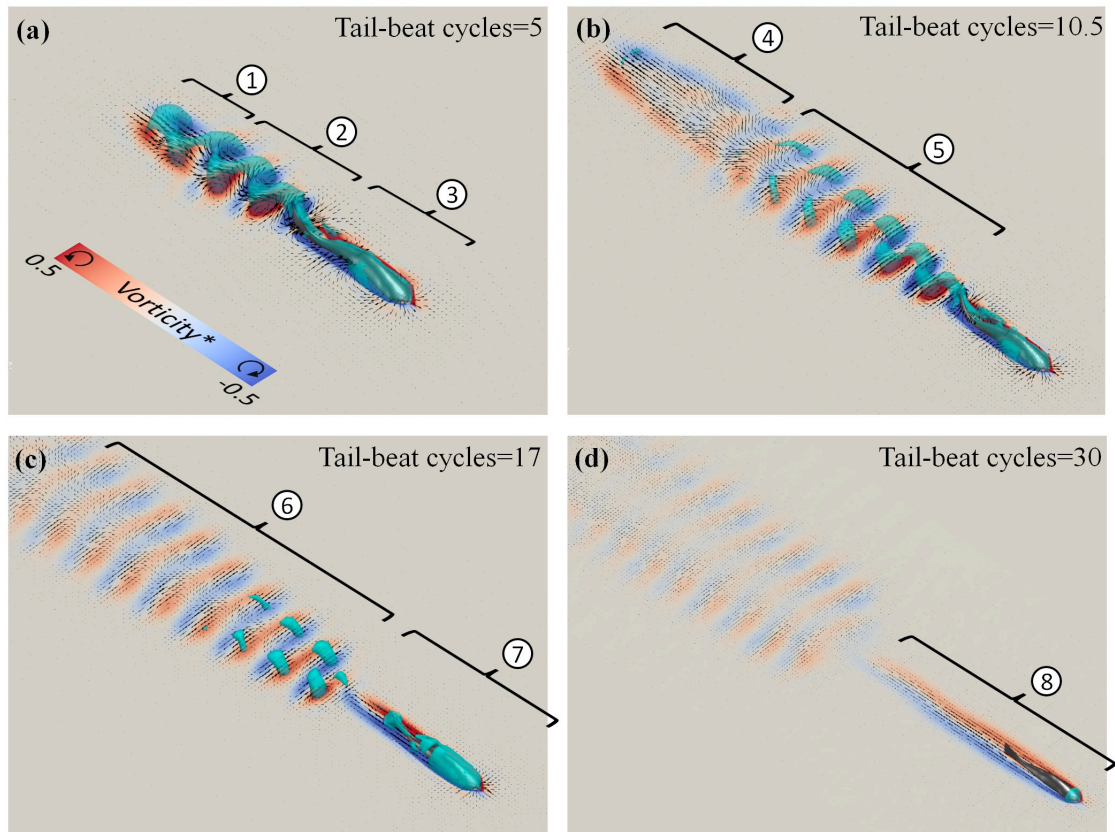 (a)
Tail-beat cycles=5
①
②
③
0.5
Vorticity*
-0.5
(b)
Tail-beat cycles=10.5
④
⑤
(c)
Tail-beat cycles=17
⑥
⑦
(d)
Tail-beat cycles=30
⑧